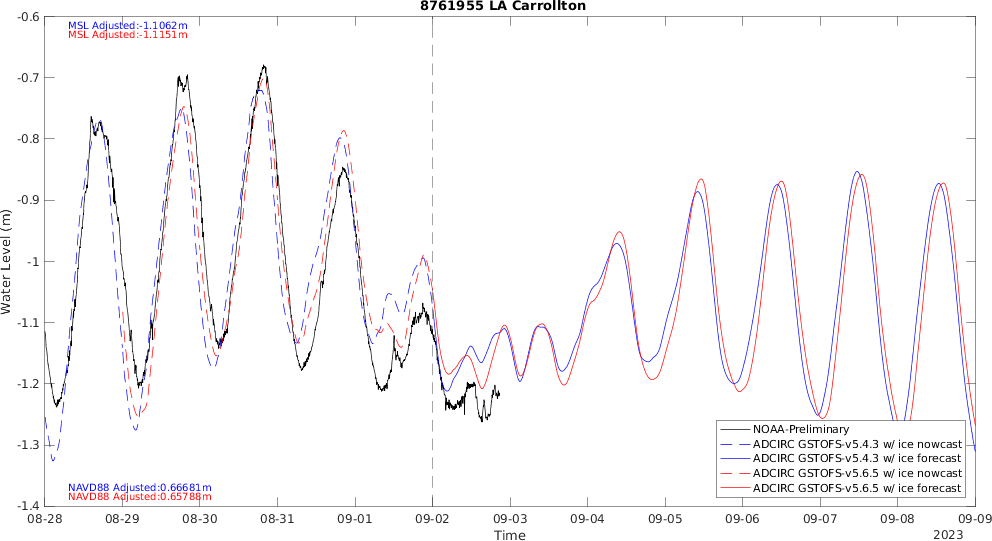 8761955 LA Carrollton
MSL Adjusted:-1.1062m
MSL Adjusted:-1.1151m
-0.6
-0.7
-0.8
-0.9
-1
-1.1
-1.2
-1.3
-1.4
Water Level (m)
NOAA-Preliminary
ADCIRC GSTOFS-v5.4.3 w/ ice nowcast
ADCIRC GSTOFS-v5.4.3 w/ ice forecast
ADCIRC GSTOFS-v5.6.5 w/ ice nowcast
ADCIRC GSTOFS-v5.6.5 w/ ice forecast
NAVD88 Adjusted:0.66681m
NAVD88 Adjusted:0.65788m
08-28 08-29 08-30 08-31 09-01 09-02 09-03 09-04 09-05 09-06 09-07 09-08 09-09
Time
2023